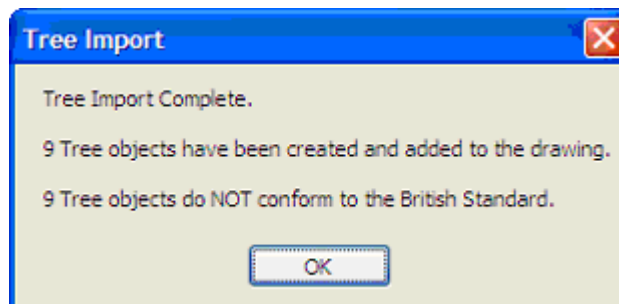 Tree Import
Tree Import Complete.
9 Tree objects have been created and added to the drawing.
9 Tree objects do NOT conform to the British Standard.
OK